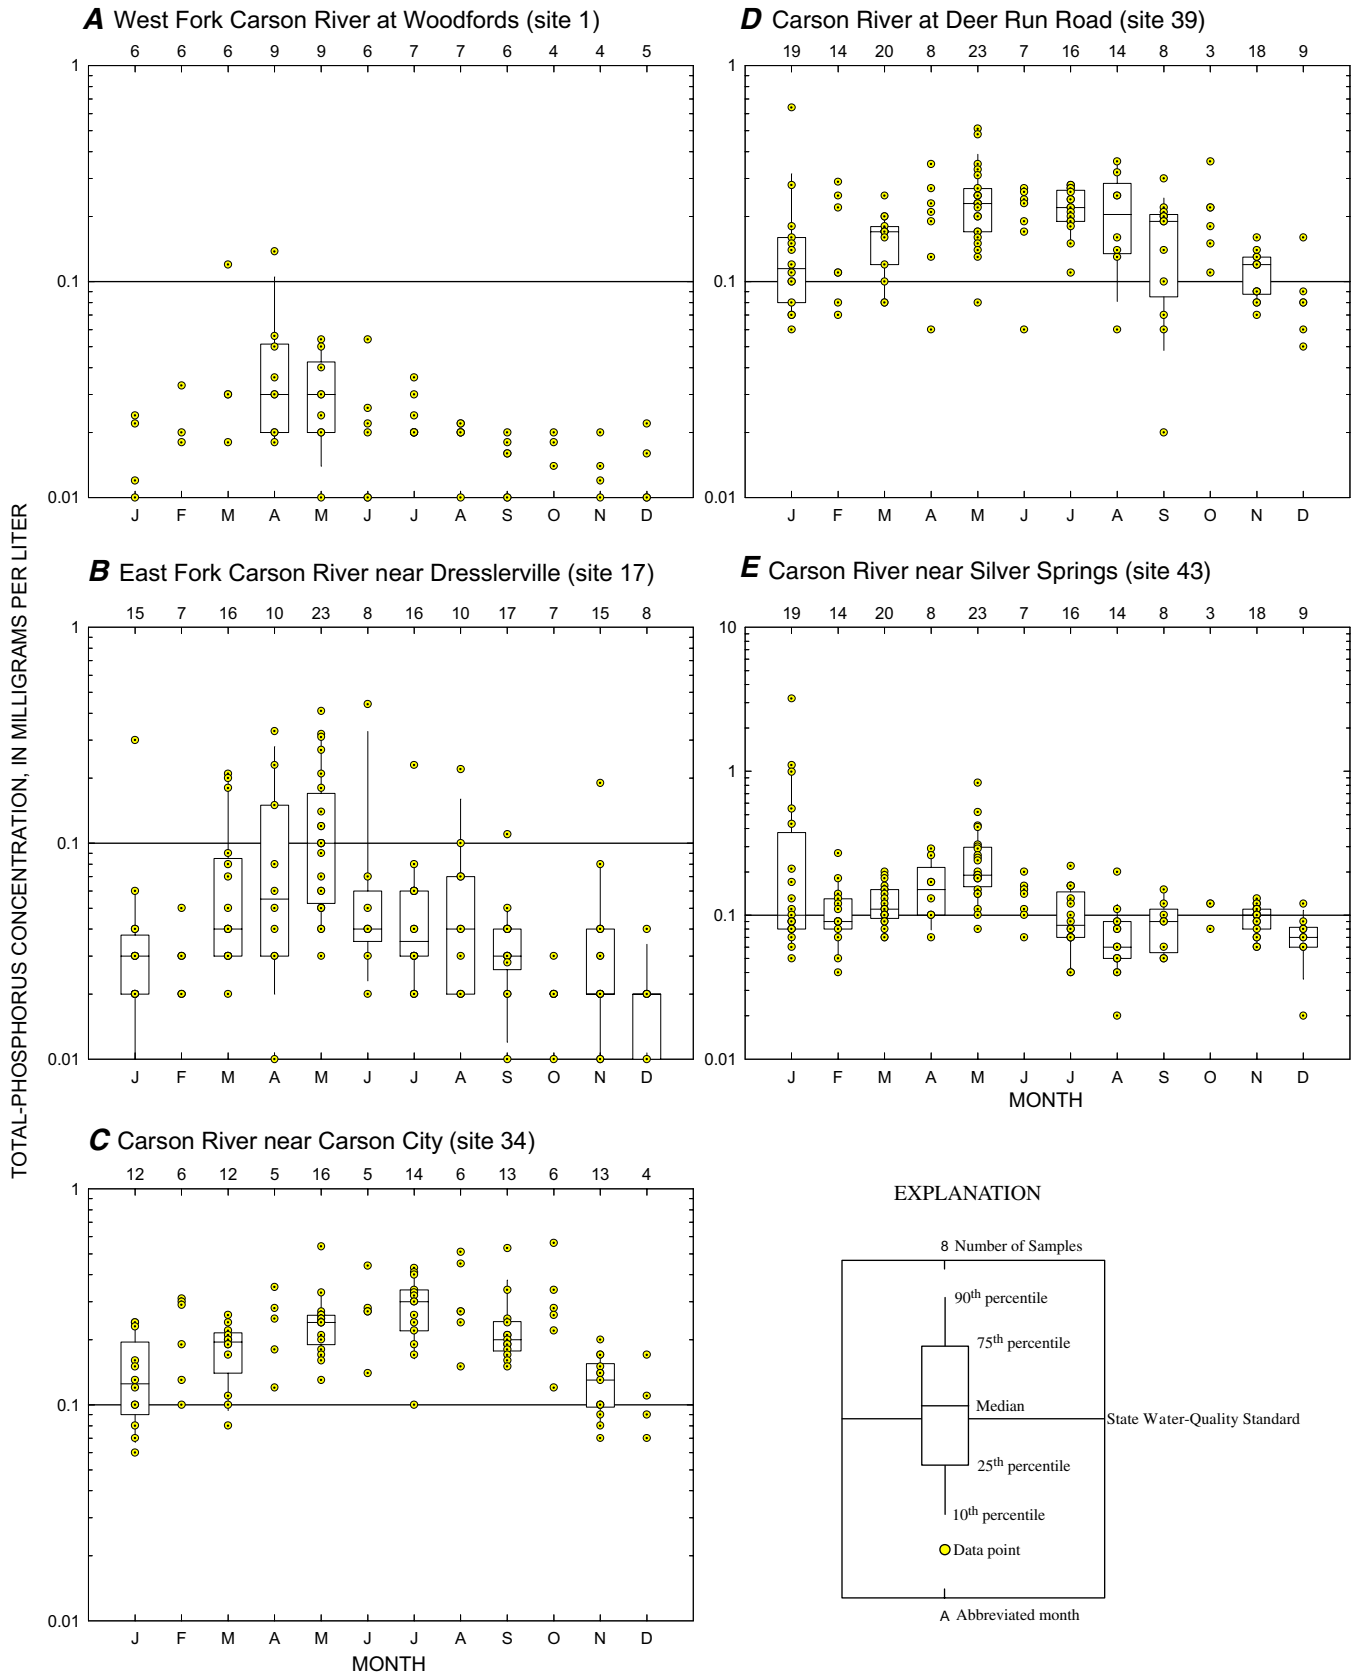 TOTAL-PHOSPHORUS CONCENTRATION, IN MILLIGRAMS PER LITER
A West Fork Carson River at Woodfords (site 1)
6 6 6 9 9 6 7 7 6 4 4 5
1
0.1
0.01
J F M A M J J A S O N D
B East Fork Carson River near Dresslerville (site 17)
15 7 16 10 23 8 16 10 17 7 15 8
1
0.1
0.01
J F M A M J J A S O N D
C Carson River near Carson City (site 34)
12 6 12 5 16 5 14 6 13 6 13 4
1
0.1
0.01
J F M A M J J A S O N D
MONTH
D Carson River at Deer Run Road (site 39)
19 14 20 8 23 7 16 14 8 3 18 9
1
0.1
0.01
J F M A M J J A S O N D
E Carson River near Silver Springs (site 43)
19 14 20 8 23 7 16 14 8 3 18 9
10
1
0.1
0.01
J F M A M J J A S O N D
MONTH
EXPLANATION
8 Number of Samples
90th percentile
75th percentile
Median
State Water-Quality Standard
25th percentile
10th percentile
Data point
A Abbreviated month